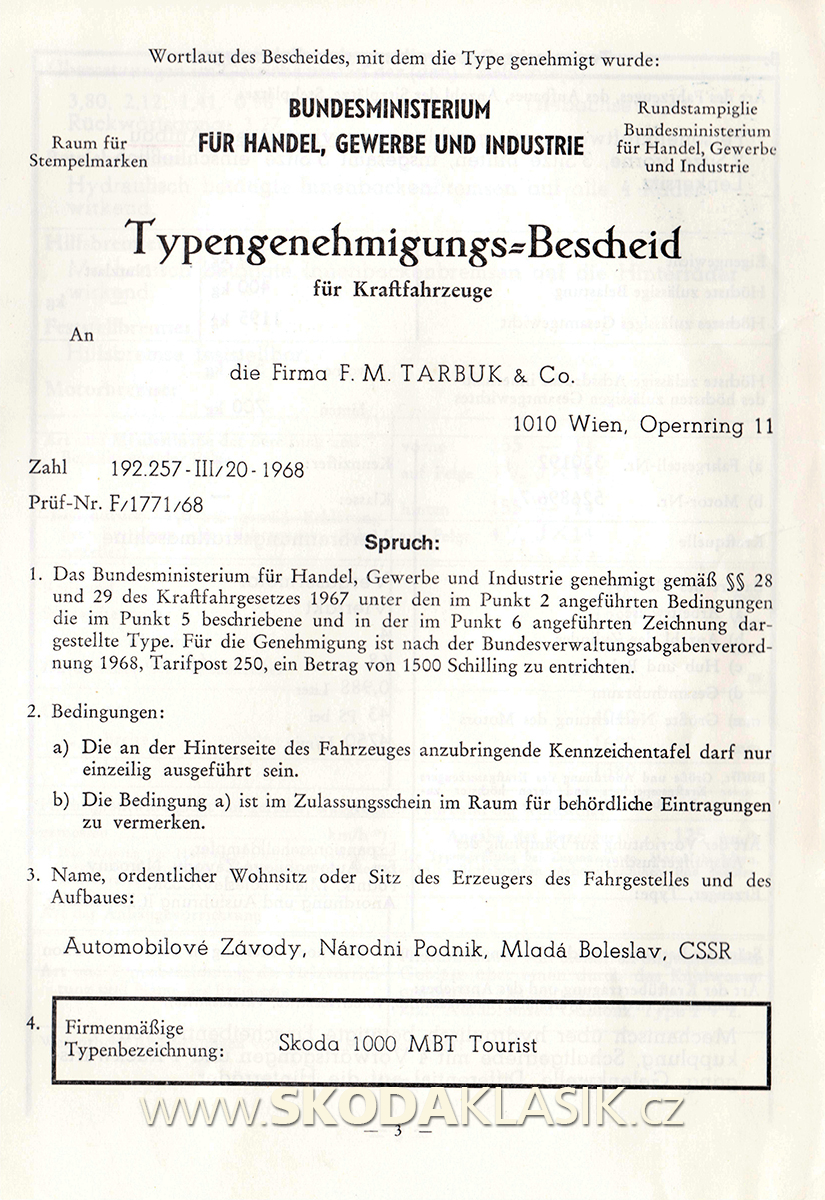 Wortlaut des Bescheides, mit dem die Type genehmigt wurde:
Raum für
Stempelmarken
BUNDESMINISTERIUM
FÜR HANDEL, GEWERBE UND INDUSTRIE
Rundstampiglie
Bundesministerium
für Handel, Gewerbe
und Industrie
Typengenehmigungs=Bescheid
für Kraftfahrzeuge
An
die Firma F. M. TARBUK & Co.
1010 Wien, Opernring 11
Zahl 192.257-III/20-1968
Prüf-Nr. F/1771/68
Spruch:
1. Das Bundesministerium für Handel, Gewerbe und Industrie genehmigt gemäß §§ 28
und 29 des Kraftfahrgesetzes 1967 unter den im Punkt 2 angeführten Bedingungen
die im Punkt 5 beschriebene und in der im Punkt 6 angeführten Zeichnung dar-
gestellte Type. Für die Genehmigung ist nach der Bundesverwaltungsabgabenverord-
nung 1968, Tarifpost 250, ein Betrag von 1500 Schilling zu entrichten.
2. Bedingungen:
a) Die an der Hinterseite des Fahrzeuges anzubringende Kennzeichentafel darf nur
einzeilig ausgeführt sein.
b) Die Bedingung a) ist im Zulassungsschein im Raum für behördliche Eintragungen
zu vermerken.
3. Name, ordentlicher Wohnsitz oder Sitz des Erzeugers des Fahrgestelles und des
Aufbaues:
Automobilové Závody, Národni Podnik, Mladá Boleslav, CSSR
4. Firmenmäßige
Typenbezeichnung: Skoda 1000 MBT Tourist
www.SKODAKLASIK.cz
— 3 —